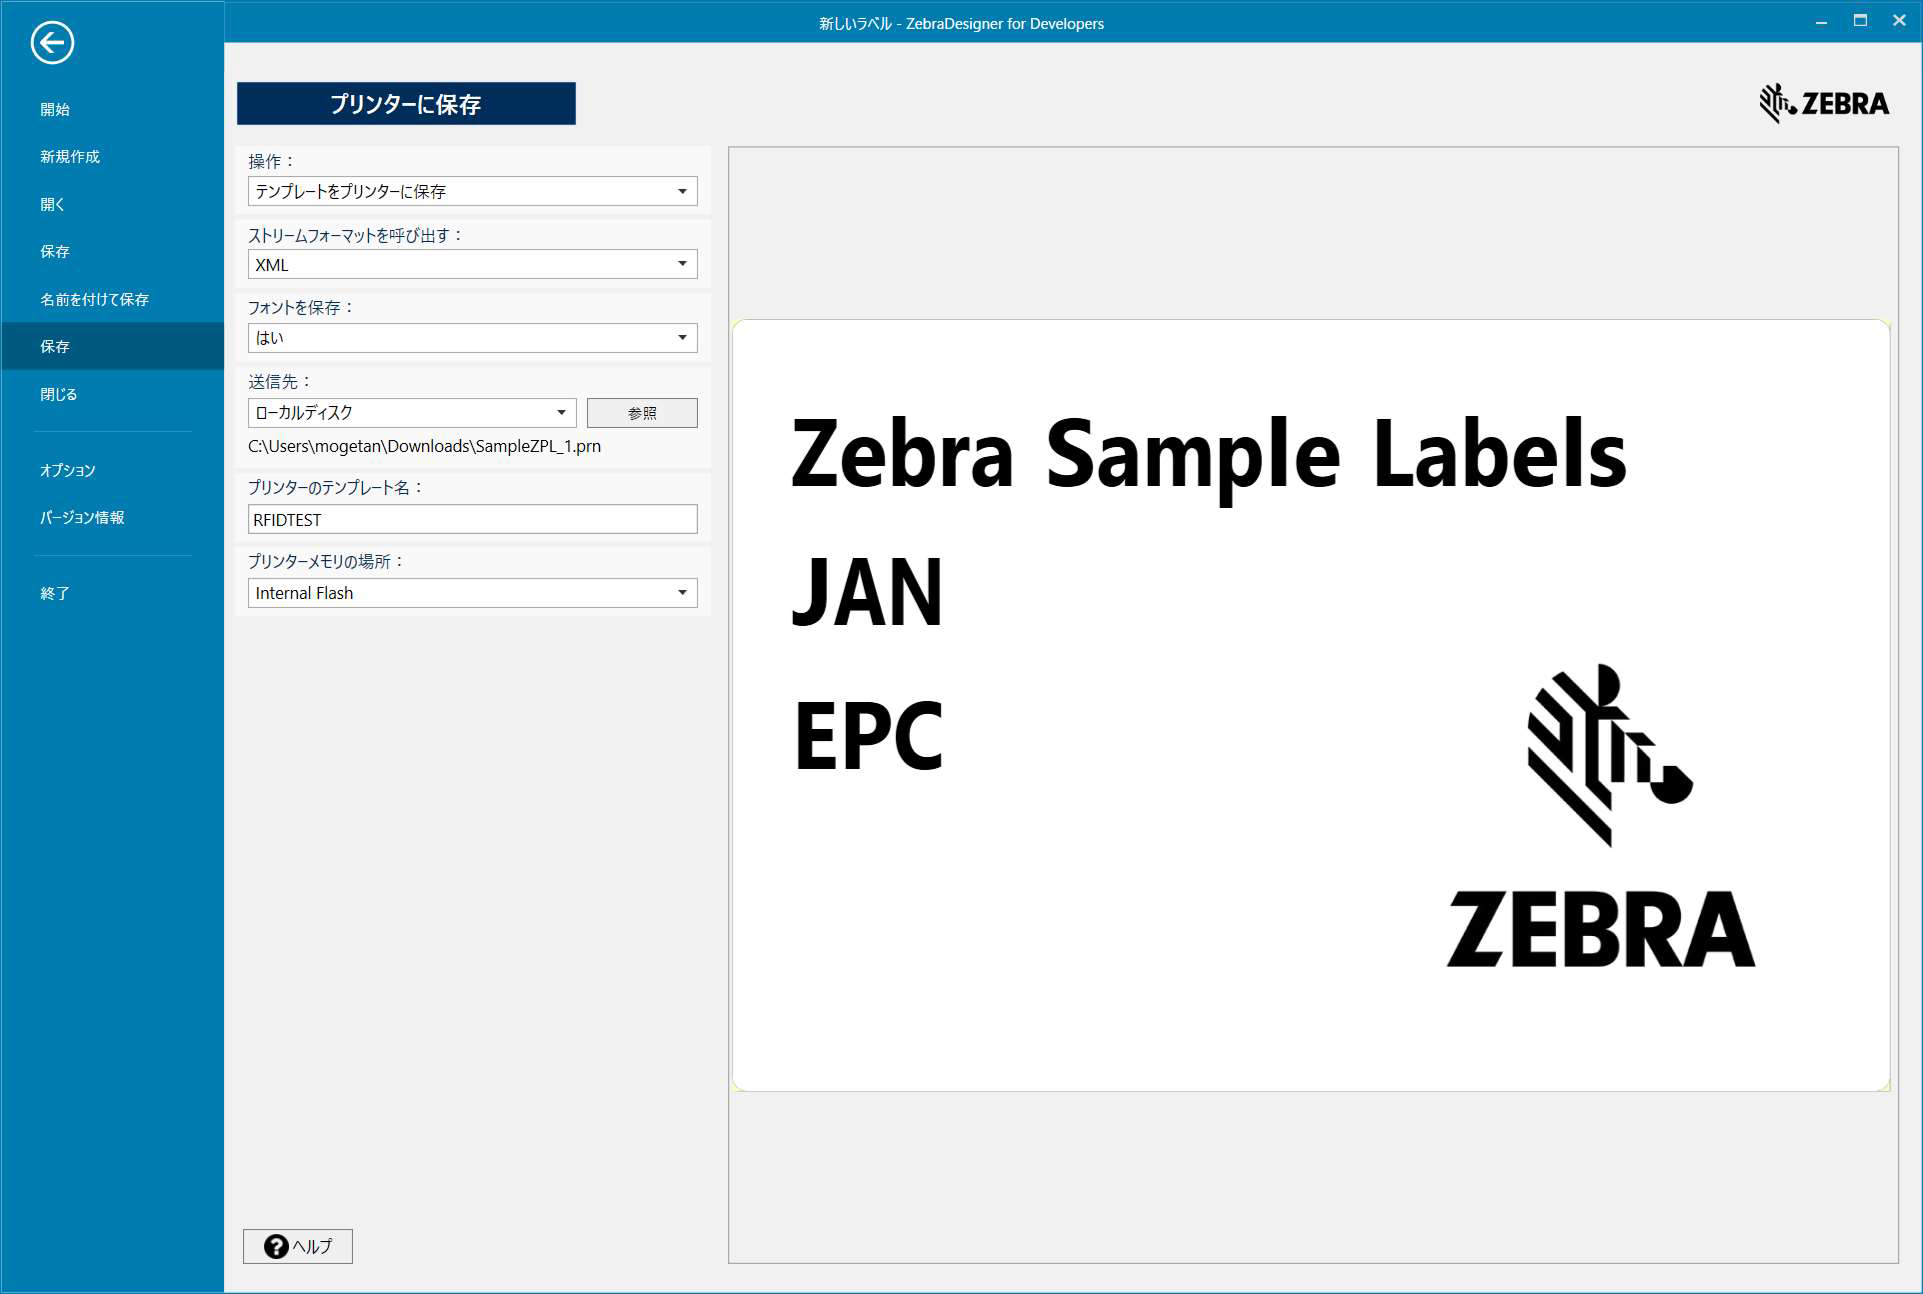 新しいラベル - ZebraDesigner for Developers
開始
新規作成
開く
保存
名前を付けて保存
保存
閉じる
オプション
バージョン情報
終了
プリンターに保存
ZEBRA
操作：
テンプレートをプリンターに保存
ストリームフォーマットを呼び出す：
XML
フォントを保存：
はい
送信先：
ローカルディスク
参照
C:\Users\mogetan\Downloads\SampleZPL_1.prn
プリンターのテンプレート名：
RFIDTEST
プリンターメモリの場所：
Internal Flash
ヘルプ
Zebra Sample Labels
JAN
EPC
ZEBRA